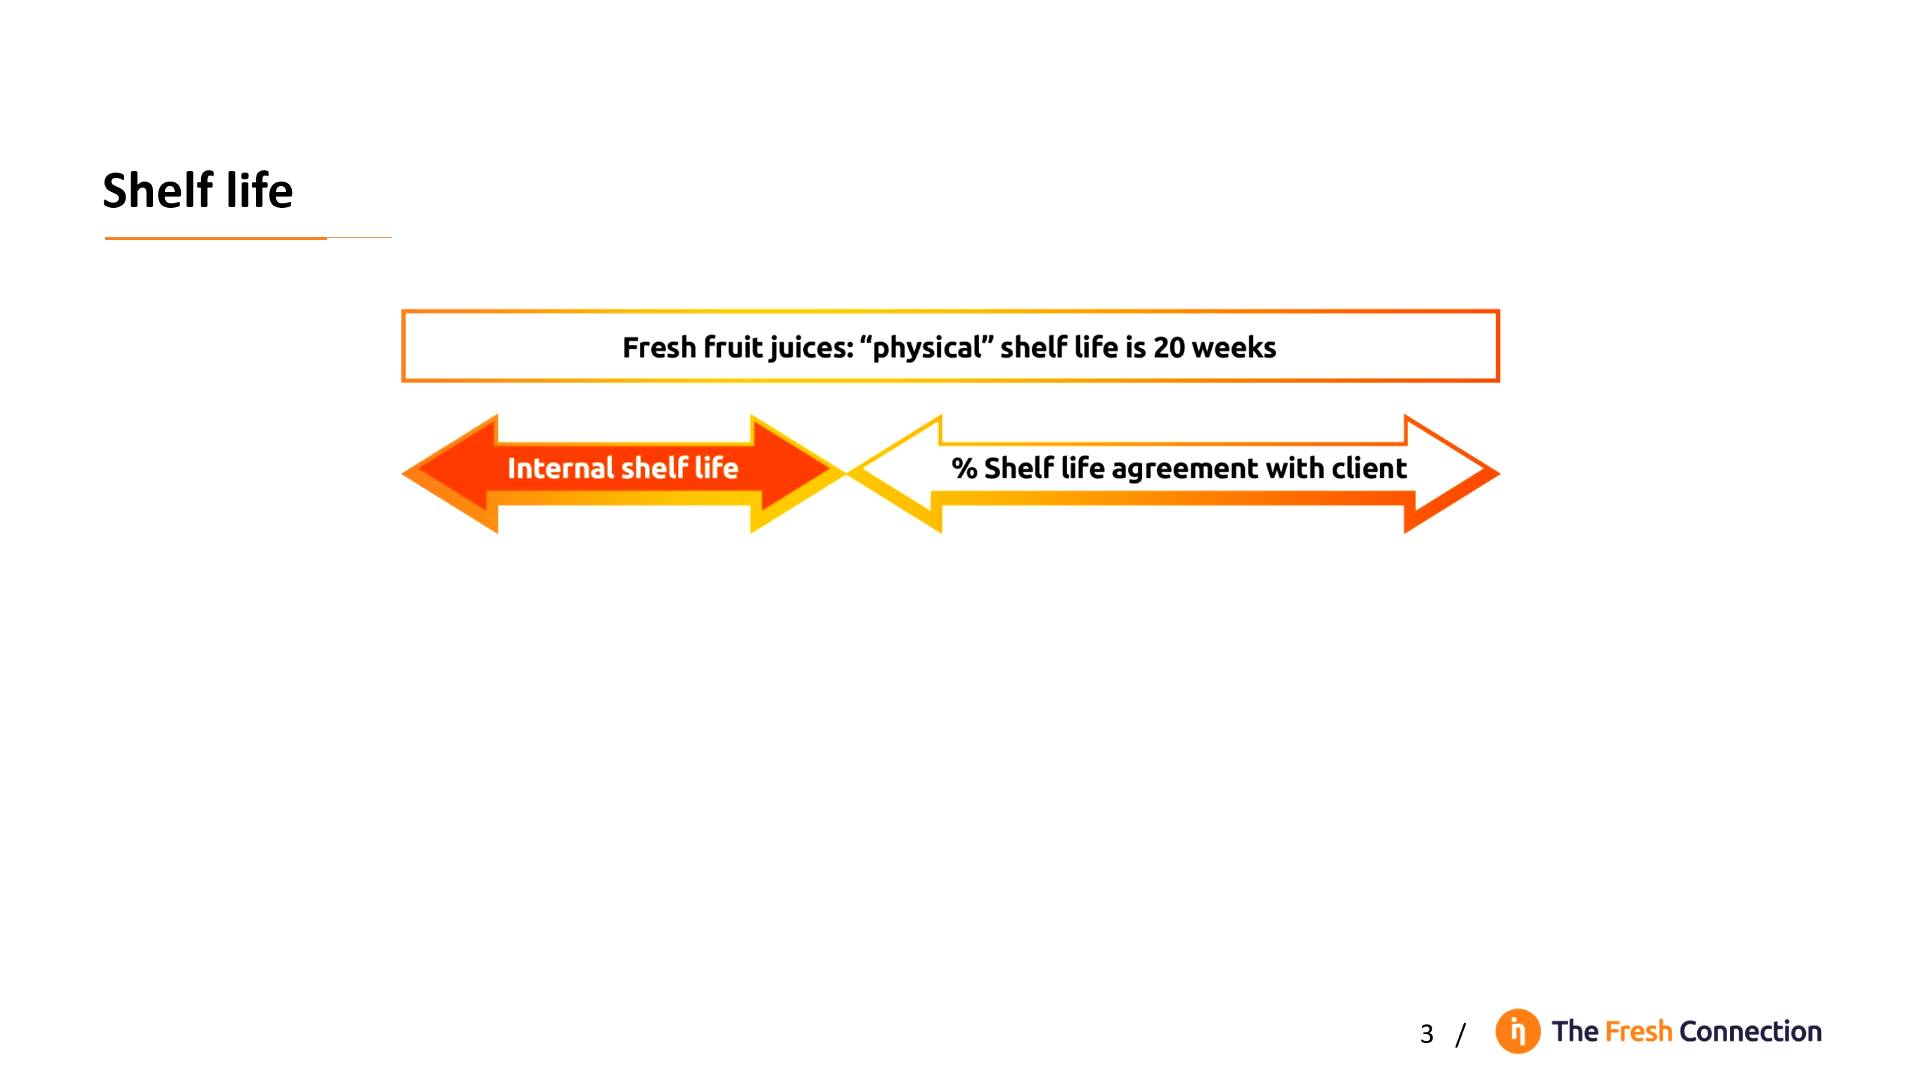 Shelf life
Fresh fruit juices: “physical” shelf life is 20 weeks
Internal shelf life
% Shelf life agreement with client
3 /
The Fresh Connection